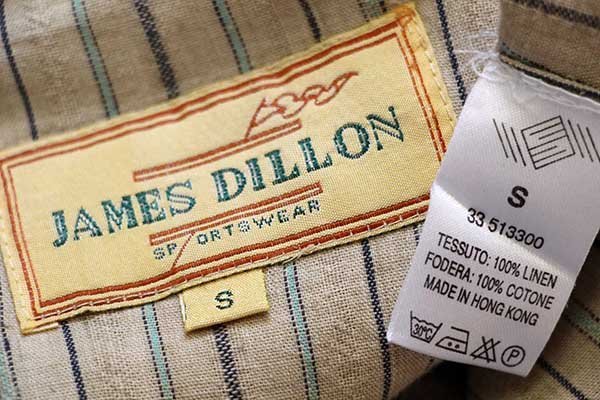 JAMES DILLON
SPORTSWEAR
S
S
33 513300
TESSUTO: 100% LINEN
FODERA: 100% COTONE
MADE IN HONG KONG
30°C P